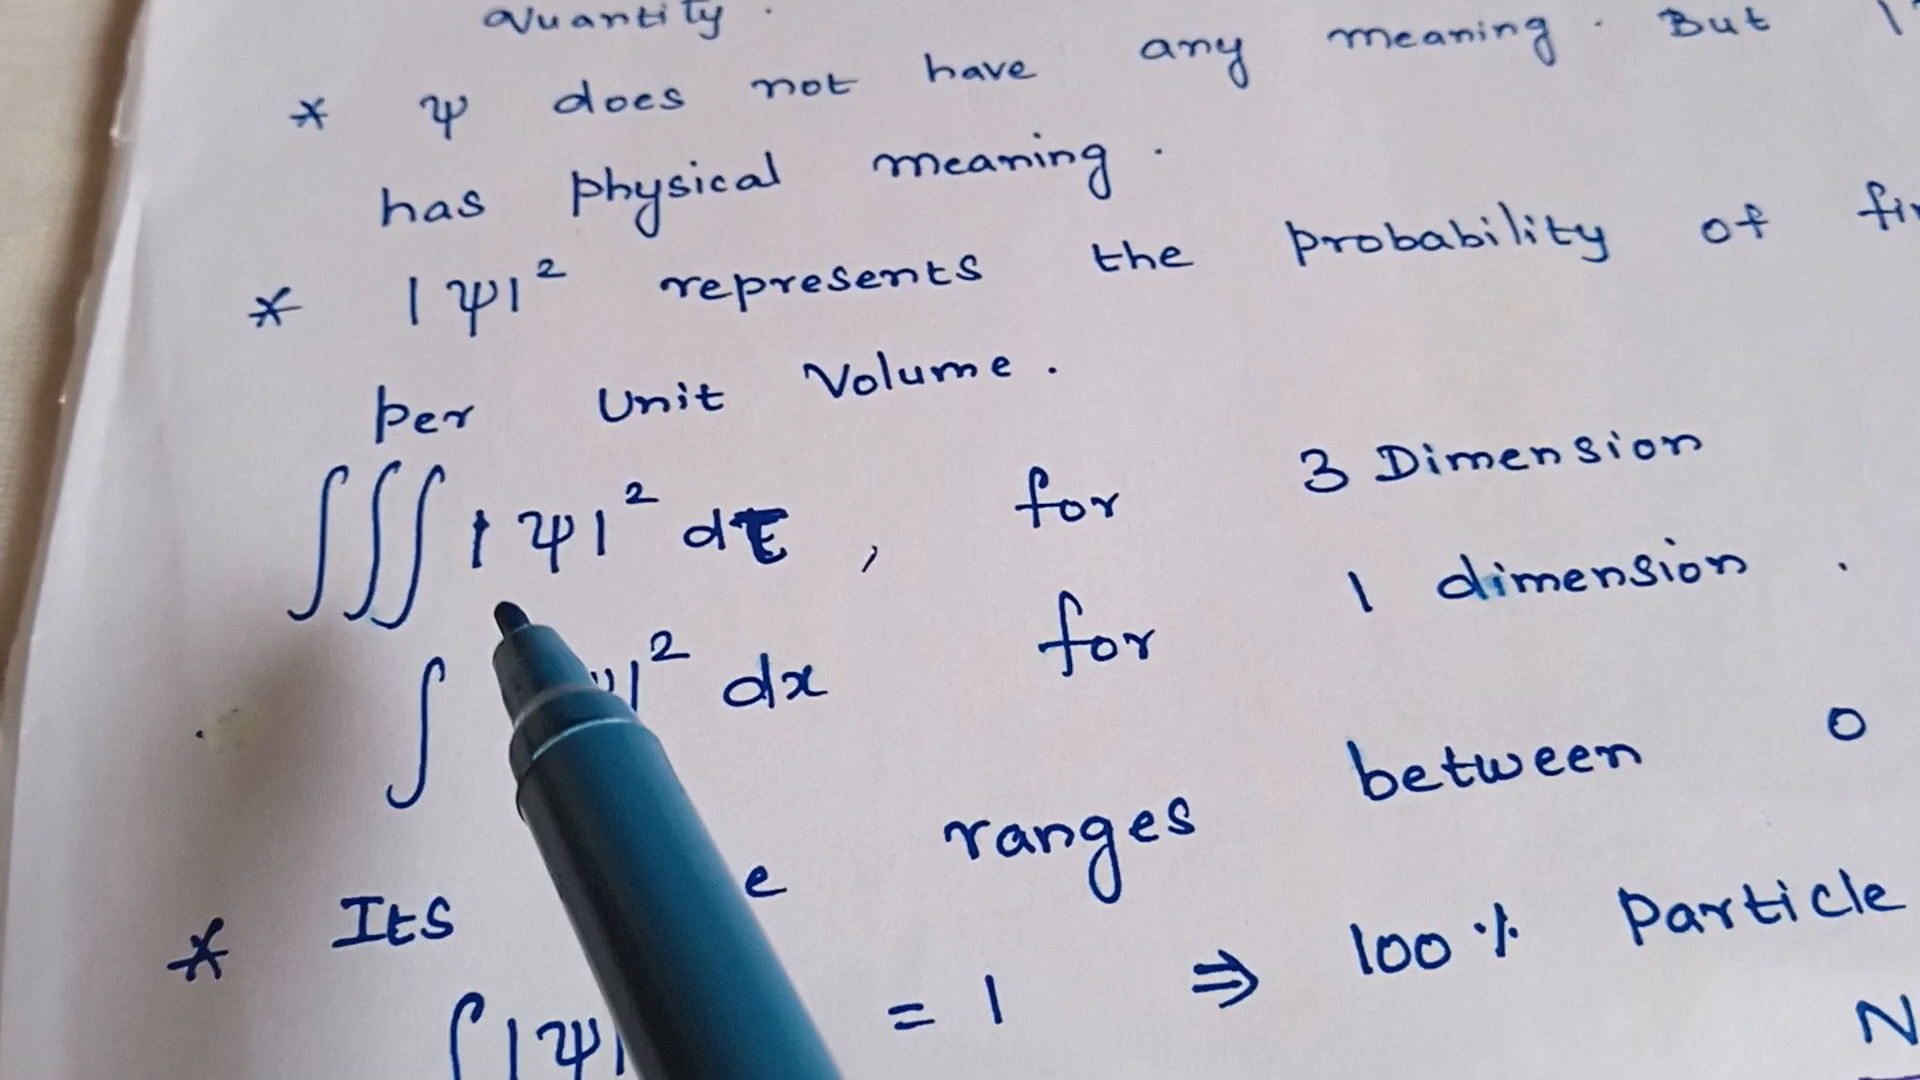 Quantity.
* ψ does not have any meaning. But
has physical meaning.
* |ψ|² represents the probability of
per Unit Volume.
∫∫∫ |ψ|² dτ, for 3 Dimension
∫ ψ|² dx for 1 dimension.
* Its ranges between 0
∫|ψ| = 1 ⇒ 100% Particle
N